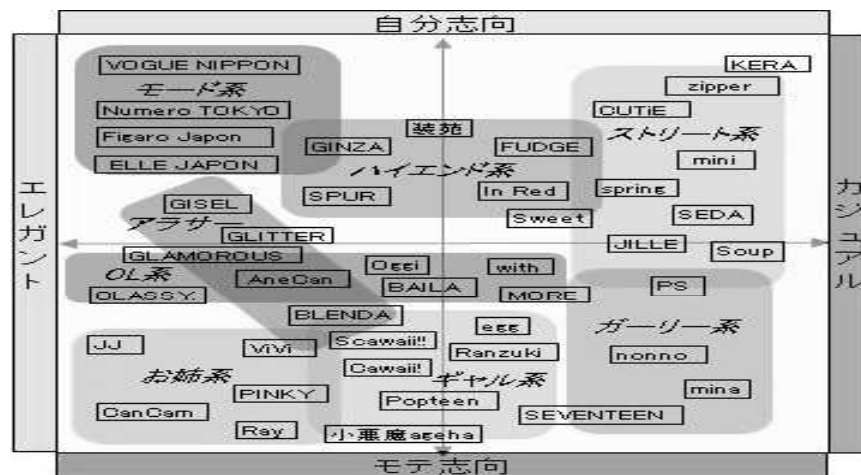 自分志向
VOGUE NIPPON
KERA
モード系
zipper
Numero TOKYO
CUTiE
装苑
ストリート系
Figaro Japon
GINZA
FUDGE
ELLE JAPON
ハイエンド系
mini
エレガント
カジュアル
SPUR
In Red
spring
GISEL
アラサー
Sweet
SEDA
GLITTER
JILLE
Soup
GLAMOROUS
OL系
AneCan
Oggi
with
CLASSY.
BAILA
MORE
PS
BLENDA
egg
ガーリー系
JJ
ViVi
Scawaii!!
Ranzuki
nonno
お姉系
Cawaii!
ギャル系
PINKY
Popteen
mina
CanCam
SEVENTEEN
Ray
小悪魔ageha
モテ志向